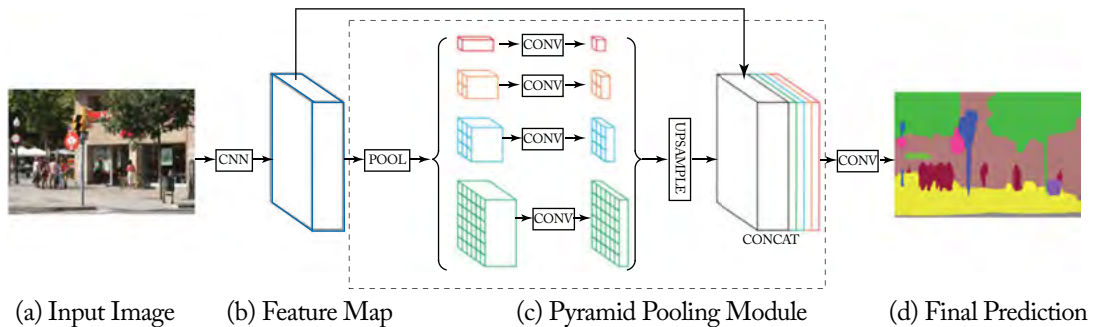 CNN
POOL
CONV
CONV
CONV
CONV
UPSAMPLE
CONCAT
CONV
(a) Input Image
(b) Feature Map
(c) Pyramid Pooling Module
(d) Final Prediction